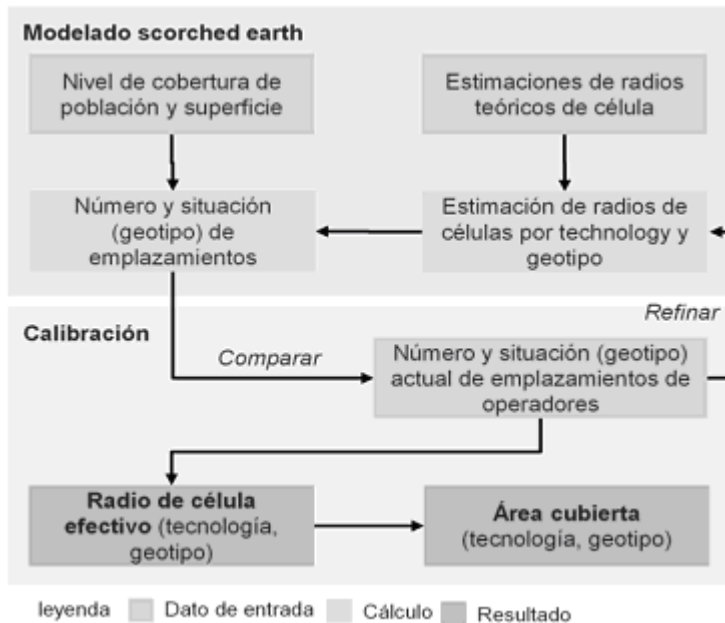 Modelado scorched earth
Nivel de cobertura de
población y superficie
Estimaciones de radios
teóricos de célula
Número y situación
(geotipo) de
emplazamientos
Estimación de radios de
células por technology y
geotipo
Refinar
Calibración
Comparar
Número y situación (geotipo)
actual de emplazamientos de
operadores
Radio de célula
efectivo (tecnología,
geotipo)
Área cubierta
(tecnología, geotipo)
leyenda Dato de entrada Cálculo Resultado